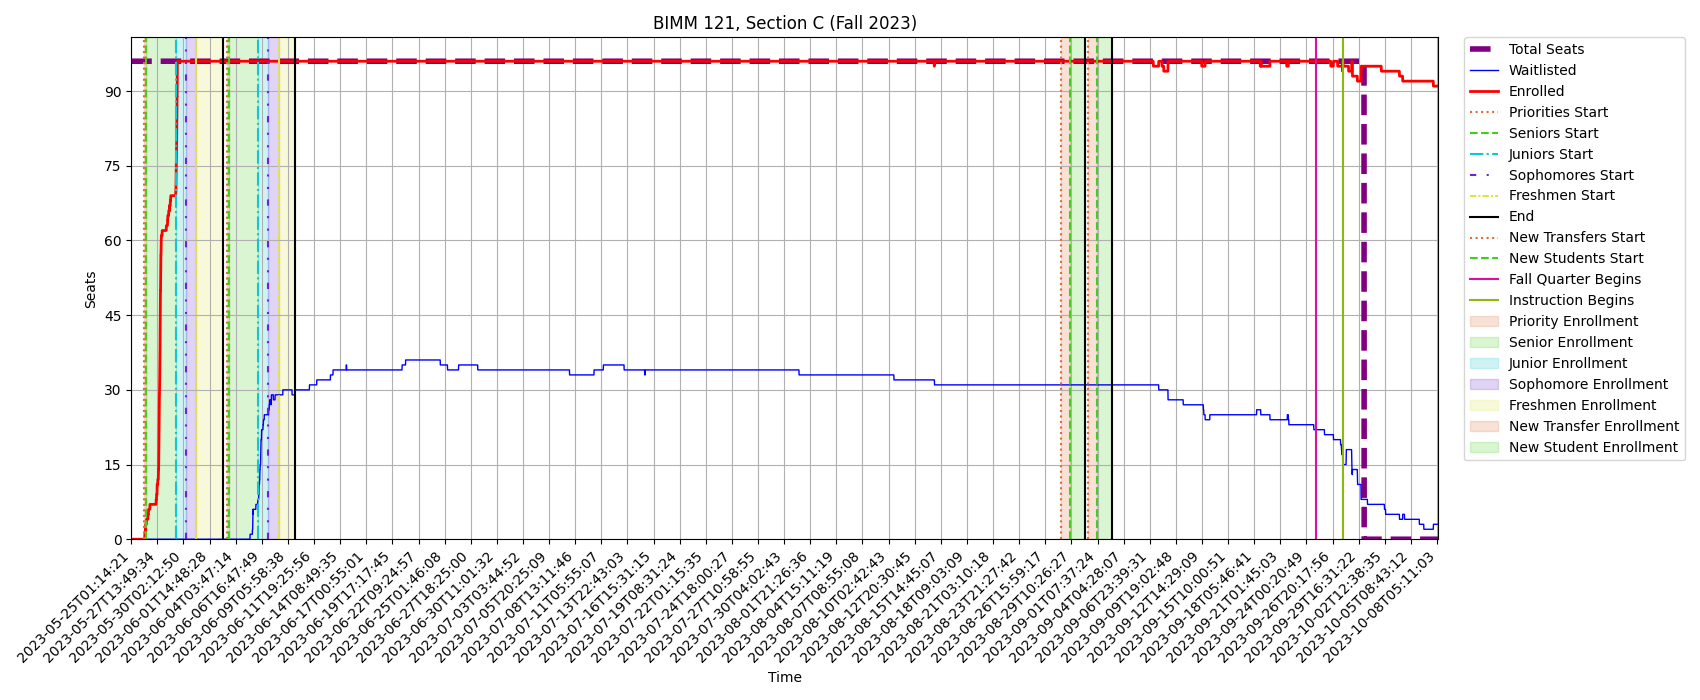 BIMM 121, Section C (Fall 2023)
Seats
90
75
60
45
30
15
0
2023-05-25T01:14:21
2023-05-27T13:49:34
2023-05-30T02:12:50
2023-06-01T14:48:28
2023-06-04T03:47:14
2023-06-06T16:47:49
2023-06-09T05:58:38
2023-06-11T19:25:56
2023-06-14T08:49:35
2023-06-17T00:55:01
2023-06-19T17:17:45
2023-06-22T09:24:57
2023-06-25T01:46:08
2023-06-27T18:25:00
2023-06-30T11:01:32
2023-07-03T03:44:52
2023-07-05T20:25:09
2023-07-08T13:11:46
2023-07-11T05:55:07
2023-07-13T22:43:03
2023-07-16T15:31:15
2023-07-19T08:31:24
2023-07-22T01:15:35
2023-07-24T18:00:27
2023-07-27T10:58:55
2023-07-30T04:02:43
2023-08-01T21:26:36
2023-08-04T15:11:19
2023-08-07T08:55:08
2023-08-10T02:42:43
2023-08-12T20:30:45
2023-08-15T14:45:07
2023-08-18T09:03:09
2023-08-21T03:10:18
2023-08-23T21:27:42
2023-08-26T15:59:17
2023-08-29T10:26:27
2023-09-01T07:37:24
2023-09-04T04:28:07
2023-09-06T23:39:31
2023-09-09T19:02:48
2023-09-12T14:29:09
2023-09-15T10:00:51
2023-09-18T05:46:41
2023-09-21T01:45:03
2023-09-24T00:20:49
2023-09-26T20:17:56
2023-09-29T16:31:22
2023-10-02T12:38:35
2023-10-05T08:43:12
2023-10-08T05:11:03
Time
Total Seats
Waitlisted
Enrolled
Priorities Start
Seniors Start
Juniors Start
Sophomores Start
Freshmen Start
End
New Transfers Start
New Students Start
Fall Quarter Begins
Instruction Begins
Priority Enrollment
Senior Enrollment
Junior Enrollment
Sophomore Enrollment
Freshmen Enrollment
New Transfer Enrollment
New Student Enrollment